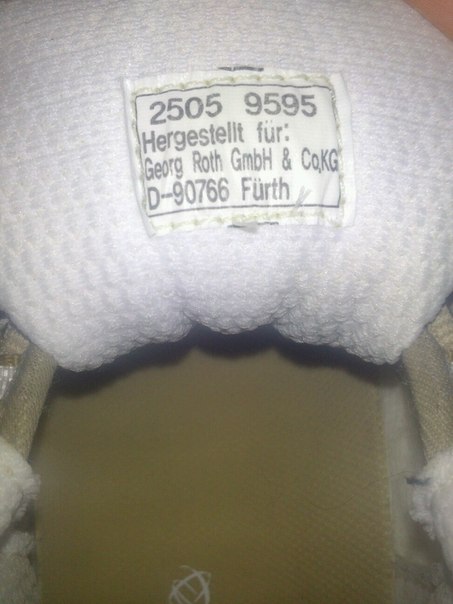 2505 9595
Hergestellt für:
Georg Roth GmbH & Co,KG
D-90766 Fürth